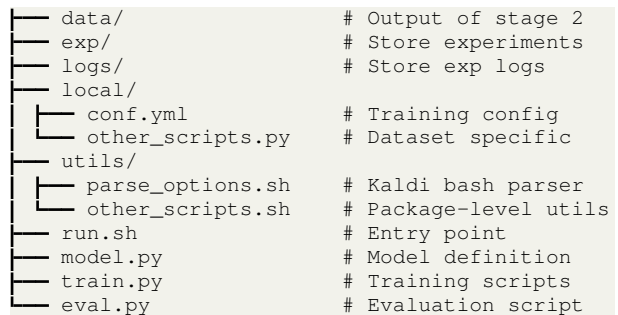 ├── data/                 # Output of stage 2
├── exp/                  # Store experiments
├── logs/                 # Store exp logs
├── local/
│ ├── conf.yml            # Training config
│ └── other_scripts.py    # Dataset specific
├── utils/
│ ├── parse_options.sh    # Kaldi bash parser
│ └── other_scripts.sh    # Package-level utils
├── run.sh                # Entry point
├── model.py              # Model definition
├── train.py              # Training scripts
└── eval.py               # Evaluation script